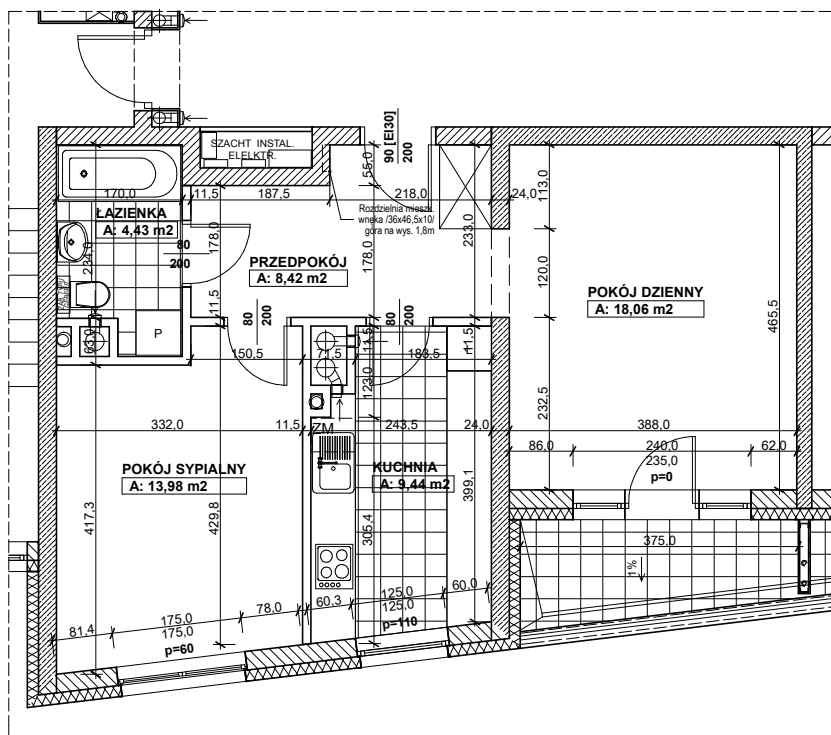 SZACHT INSTAL.
ELEKTR.
90 [EI30]
200
55,0
170,0
11,5
187,5
218,0
24,0
113,0
ŁAZIENKA
A: 4,43 m2
80
200
178,0
234,0
Rozdzielnia mieszk.
wnęka /36x46,5x10/
góra na wys. 1,8m
178,0
233,0
PRZEDPOKÓJ
A: 8,42 m2
120,0
POKÓJ DZIENNY
A: 18,06 m2
465,5
11,5
80
200
80
200
63,0
P
150,5
71,5
11,5
183,5
11,5
123,0
232,5
332,0
11,5
ZM
243,5
24,0
388,0
86,0
240,0
62,0
235,0
p=0
POKÓJ SYPIALNY
A: 13,98 m2
KUCHNIA
A: 9,44 m2
417,3
429,8
305,4
399,1
375,0
1%
81,4
175,0
175,0
78,0
p=60
60,3
125,0
125,0
60,0
p=110